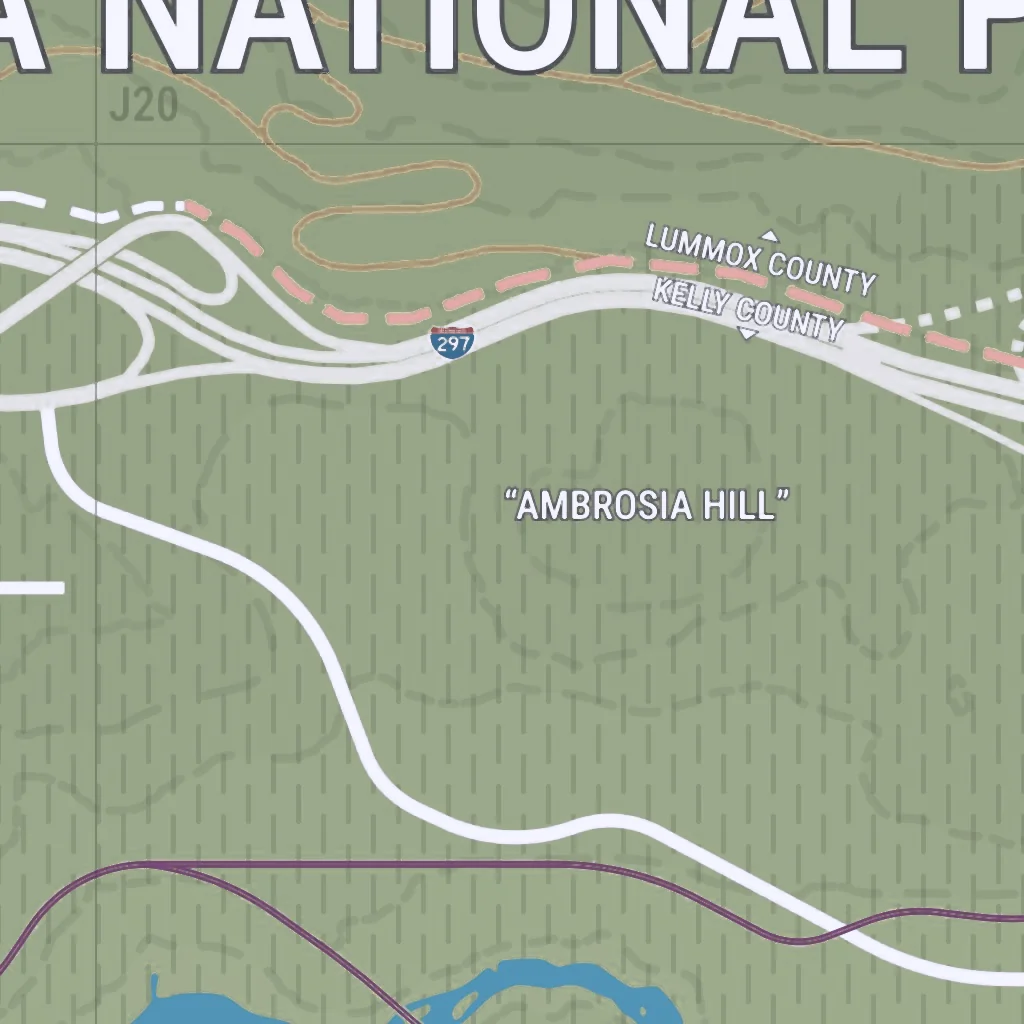 A NATIONAL P
J20
LUMMOX COUNTY
KELLY COUNTY
297
“AMBROSIA HILL”